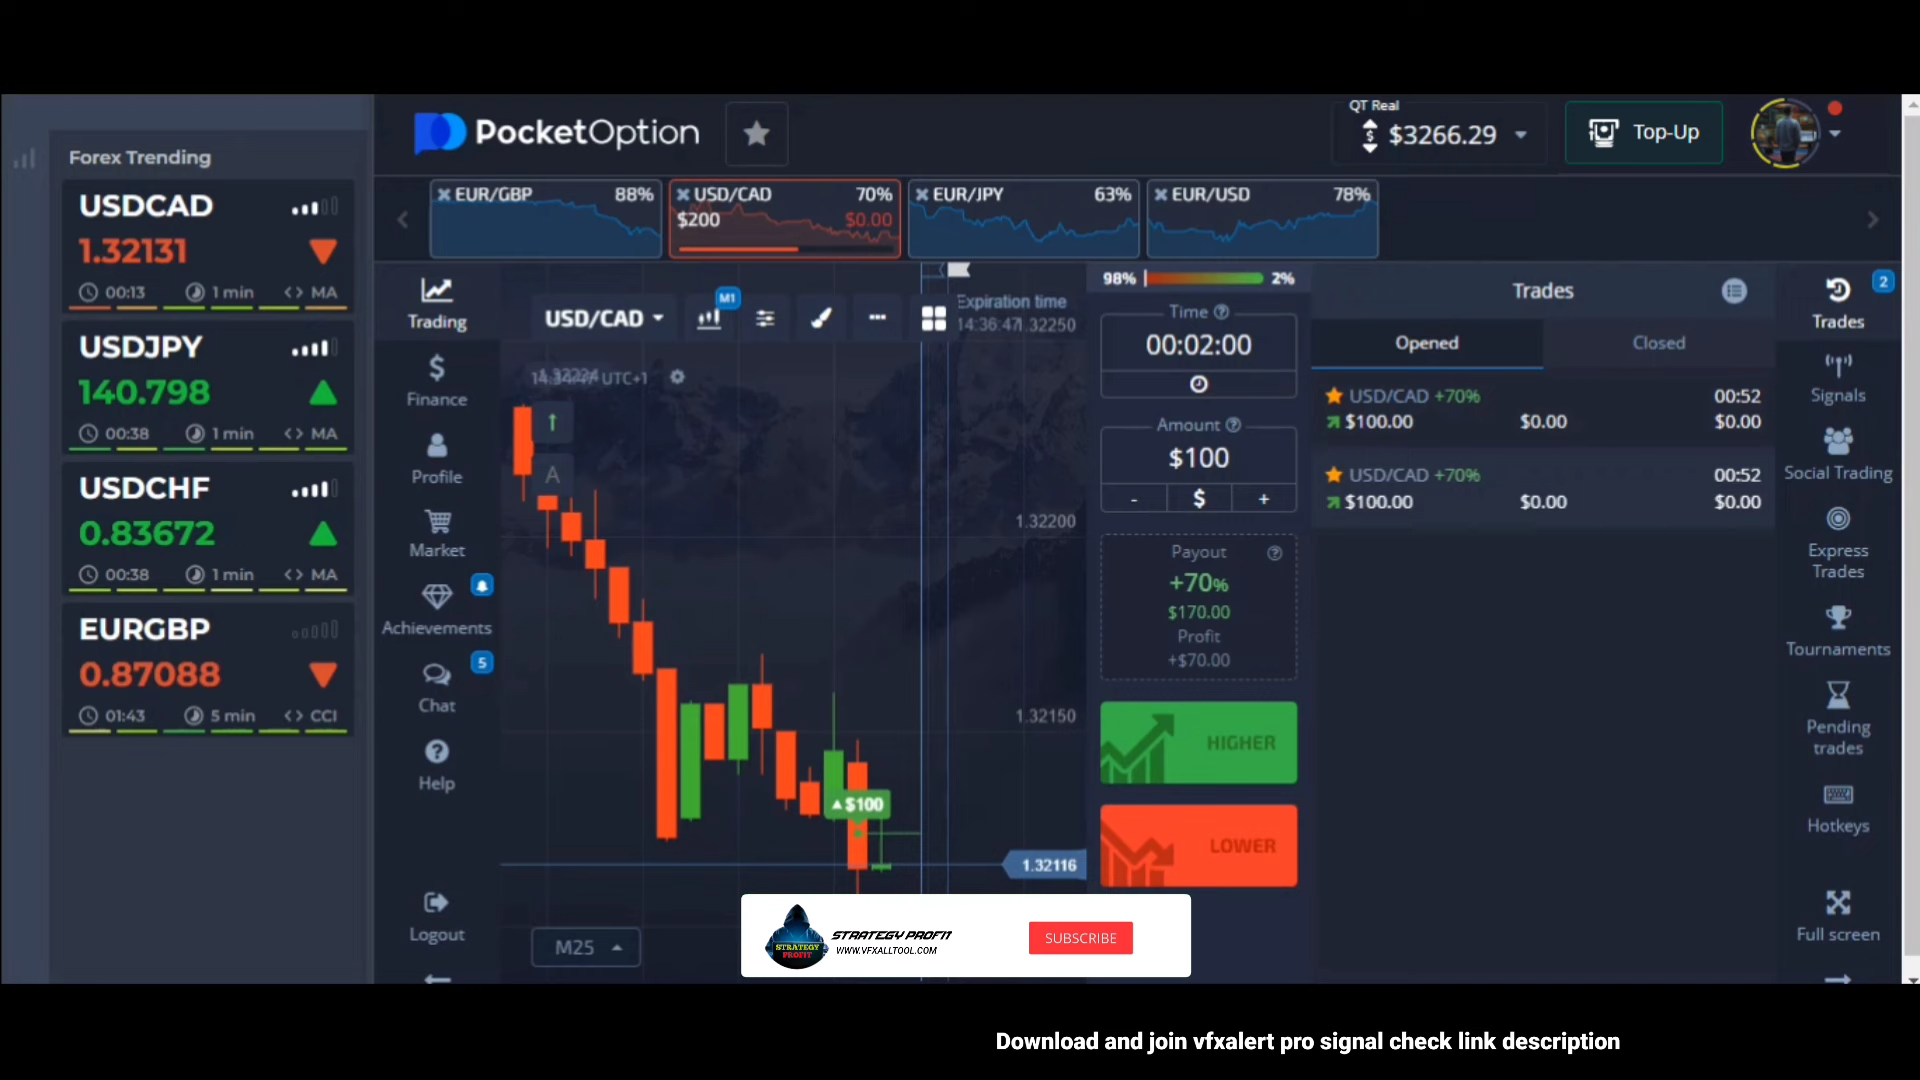 Forex Trending
USDCAD
1.32131
00:13 1 min <> MA
USDJPY
140.798
00:38 1 min <> MA
USDCHF
0.83672
00:38 1 min <> MA
EURGBP
0.87088
01:43 5 min <> CCI
PocketOption
QT Real
$3266.29
Top-Up
EUR/GBP 88%
USD/CAD 70%
$200 $0.00
EUR/JPY 63%
EUR/USD 78%
Trading
Finance
Profile
Market
Achievements
5
Chat
Help
Logout
USD/CAD
M1
Expiration time
14:36:47
1.32250
UTC+1
A
1.32200
1.32150
$100
1.32116
M25
98% 2%
Time
00:02:00
Amount
$100
- $ +
Payout
+70%
$170.00
Profit
+$70.00
HIGHER
LOWER
Trades
Opened Closed
USD/CAD +70% 00:52
$100.00 $0.00 $0.00
USD/CAD +70% 00:52
$100.00 $0.00 $0.00
2
Trades
Signals
Social Trading
Express
Trades
Tournaments
Pending
trades
Hotkeys
Full screen
STRATEGY
PROFIT
STRATEGY PROFIT
WWW.VFXALLTOOL.COM
SUBSCRIBE
Download and join vfxalert pro signal check link description